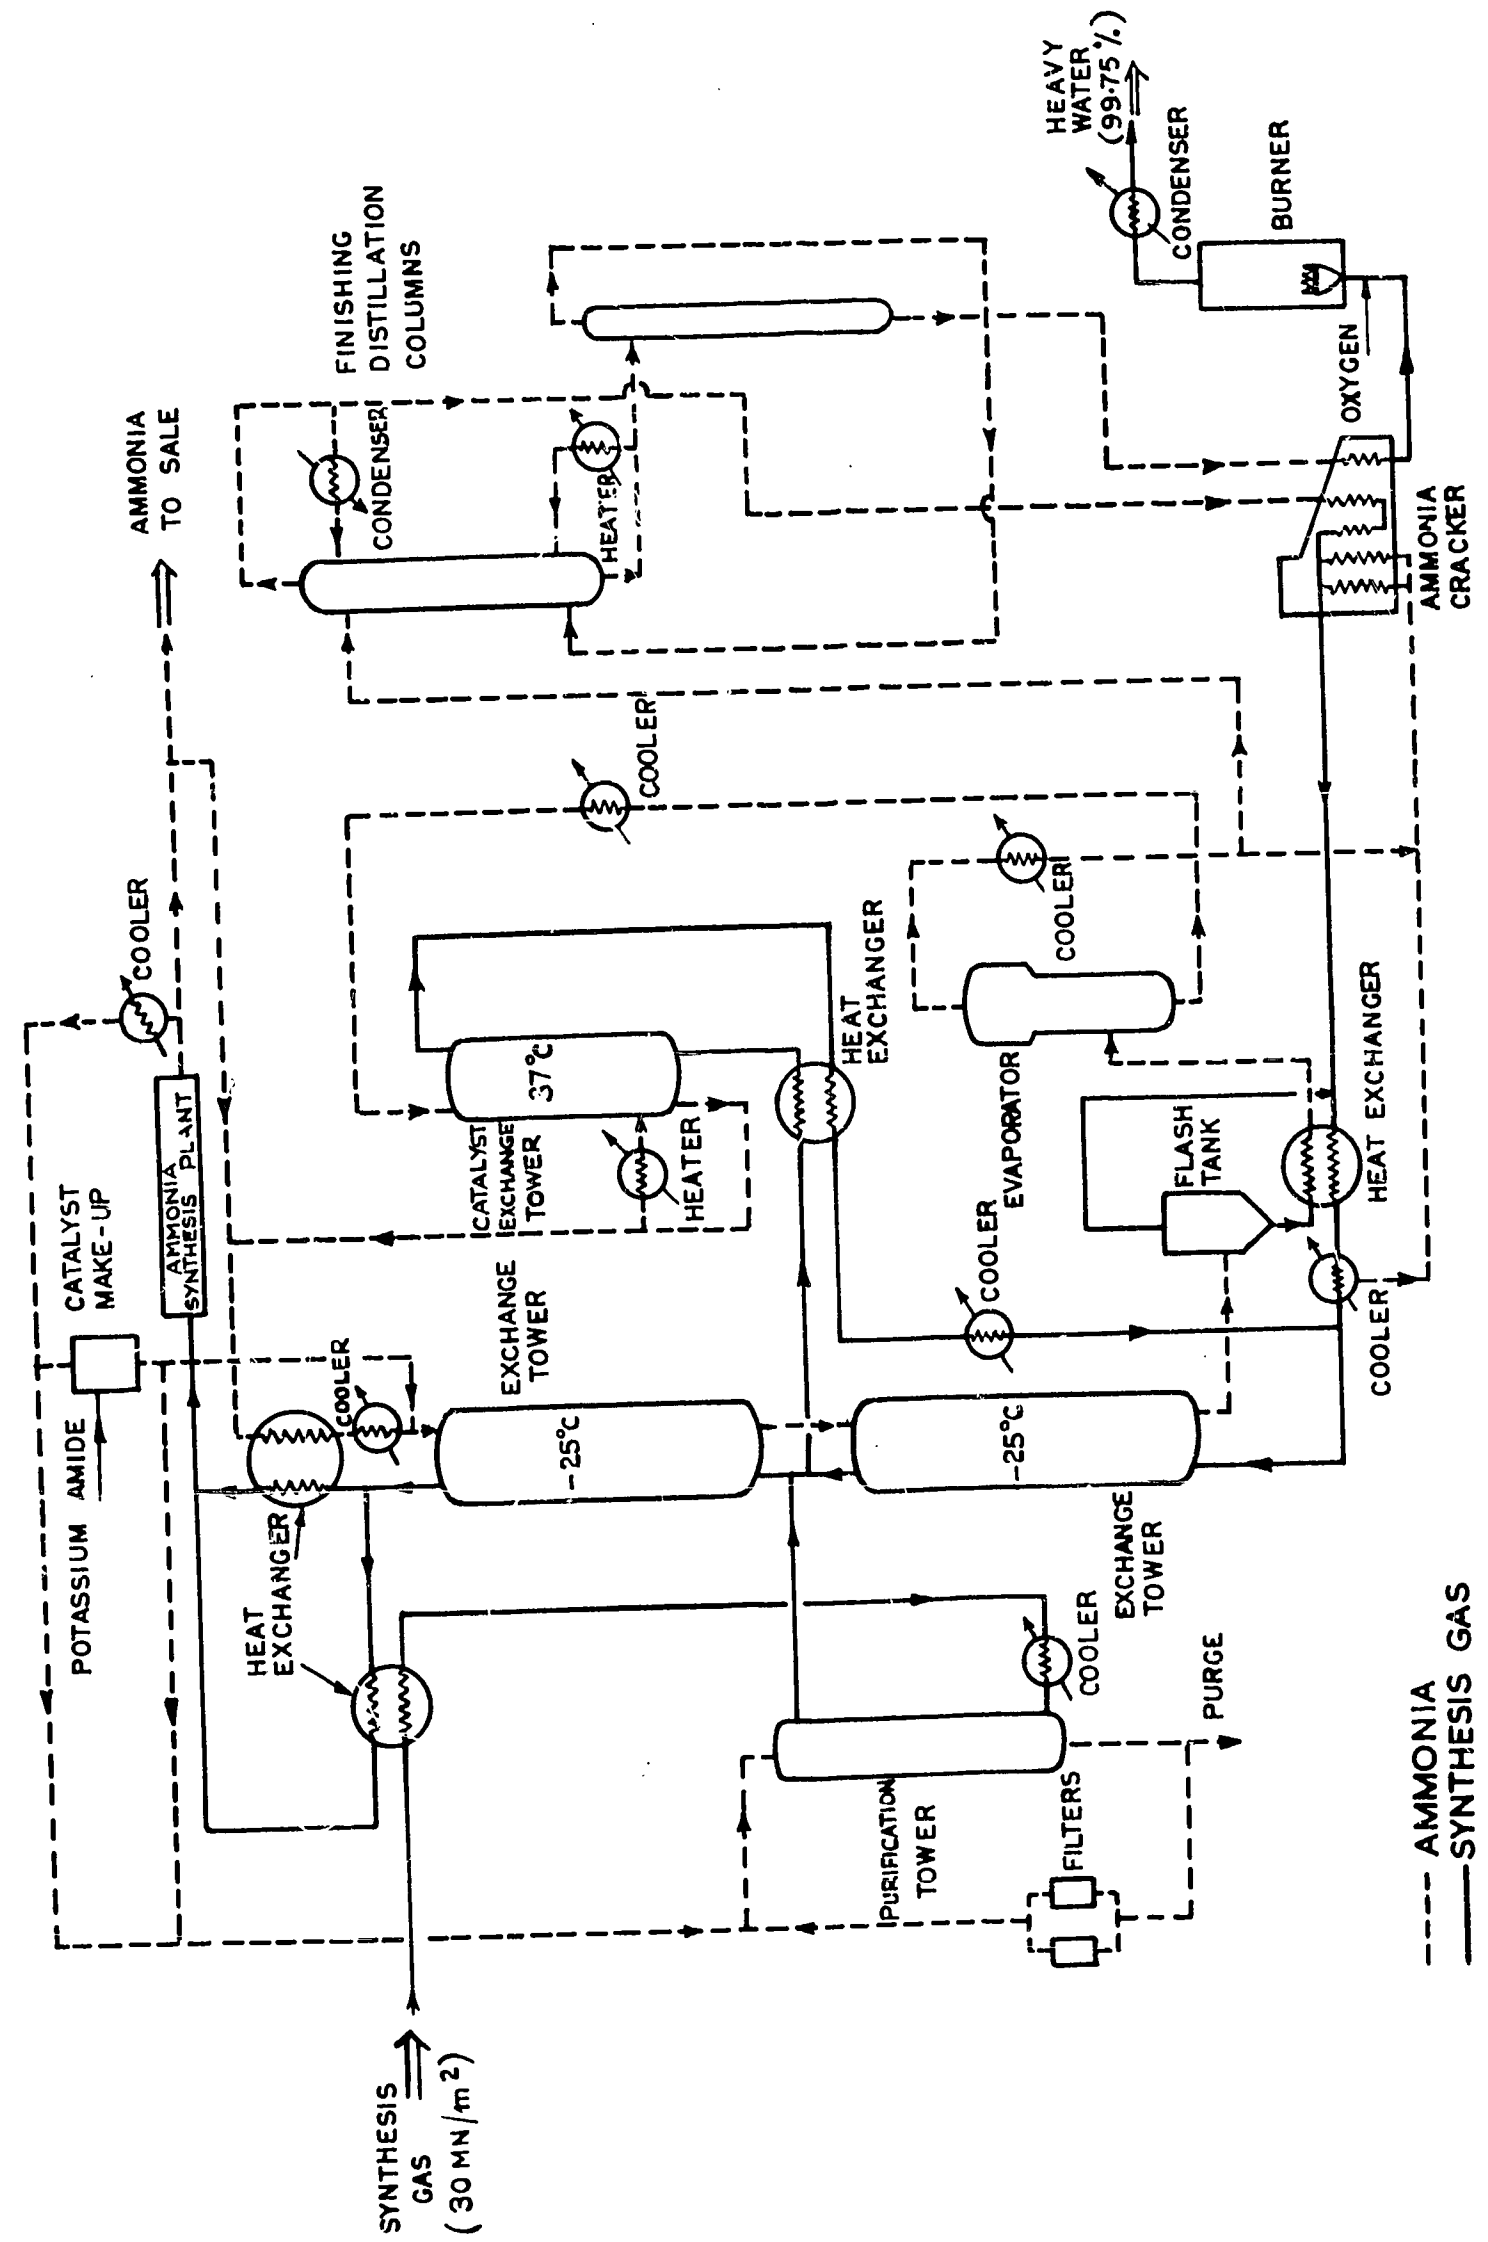 SYNTHESIS
GAS
(30 MN/m²)
HEAT
EXCHANGER
POTASSIUM AMIDE
CATALYST
MAKE-UP
AMMONIA
SYNTHESIS PLANT
COOLER
AMMONIA
TO SALE
COOLER
EXCHANGE
TOWER
-25°C
-25°C
EXCHANGE
TOWER
CATALYST
EXCHANGE
TOWER
37°C
HEATER
HEAT
EXCHANGER
COOLER
FINISHING
DISTILLATION
COLUMNS
CONDENSER
HEATER
PURIFICATION
TOWER
FILTERS
PURGE
COOLER
COOLER
EVAPORATOR
COOLER
FLASH
TANK
HEAT EXCHANGER
COOLER
AMMONIA
CRACKER
OXYGEN
BURNER
CONDENSER
HEAVY
WATER
(99.75%)
AMMONIA
SYNTHESIS GAS